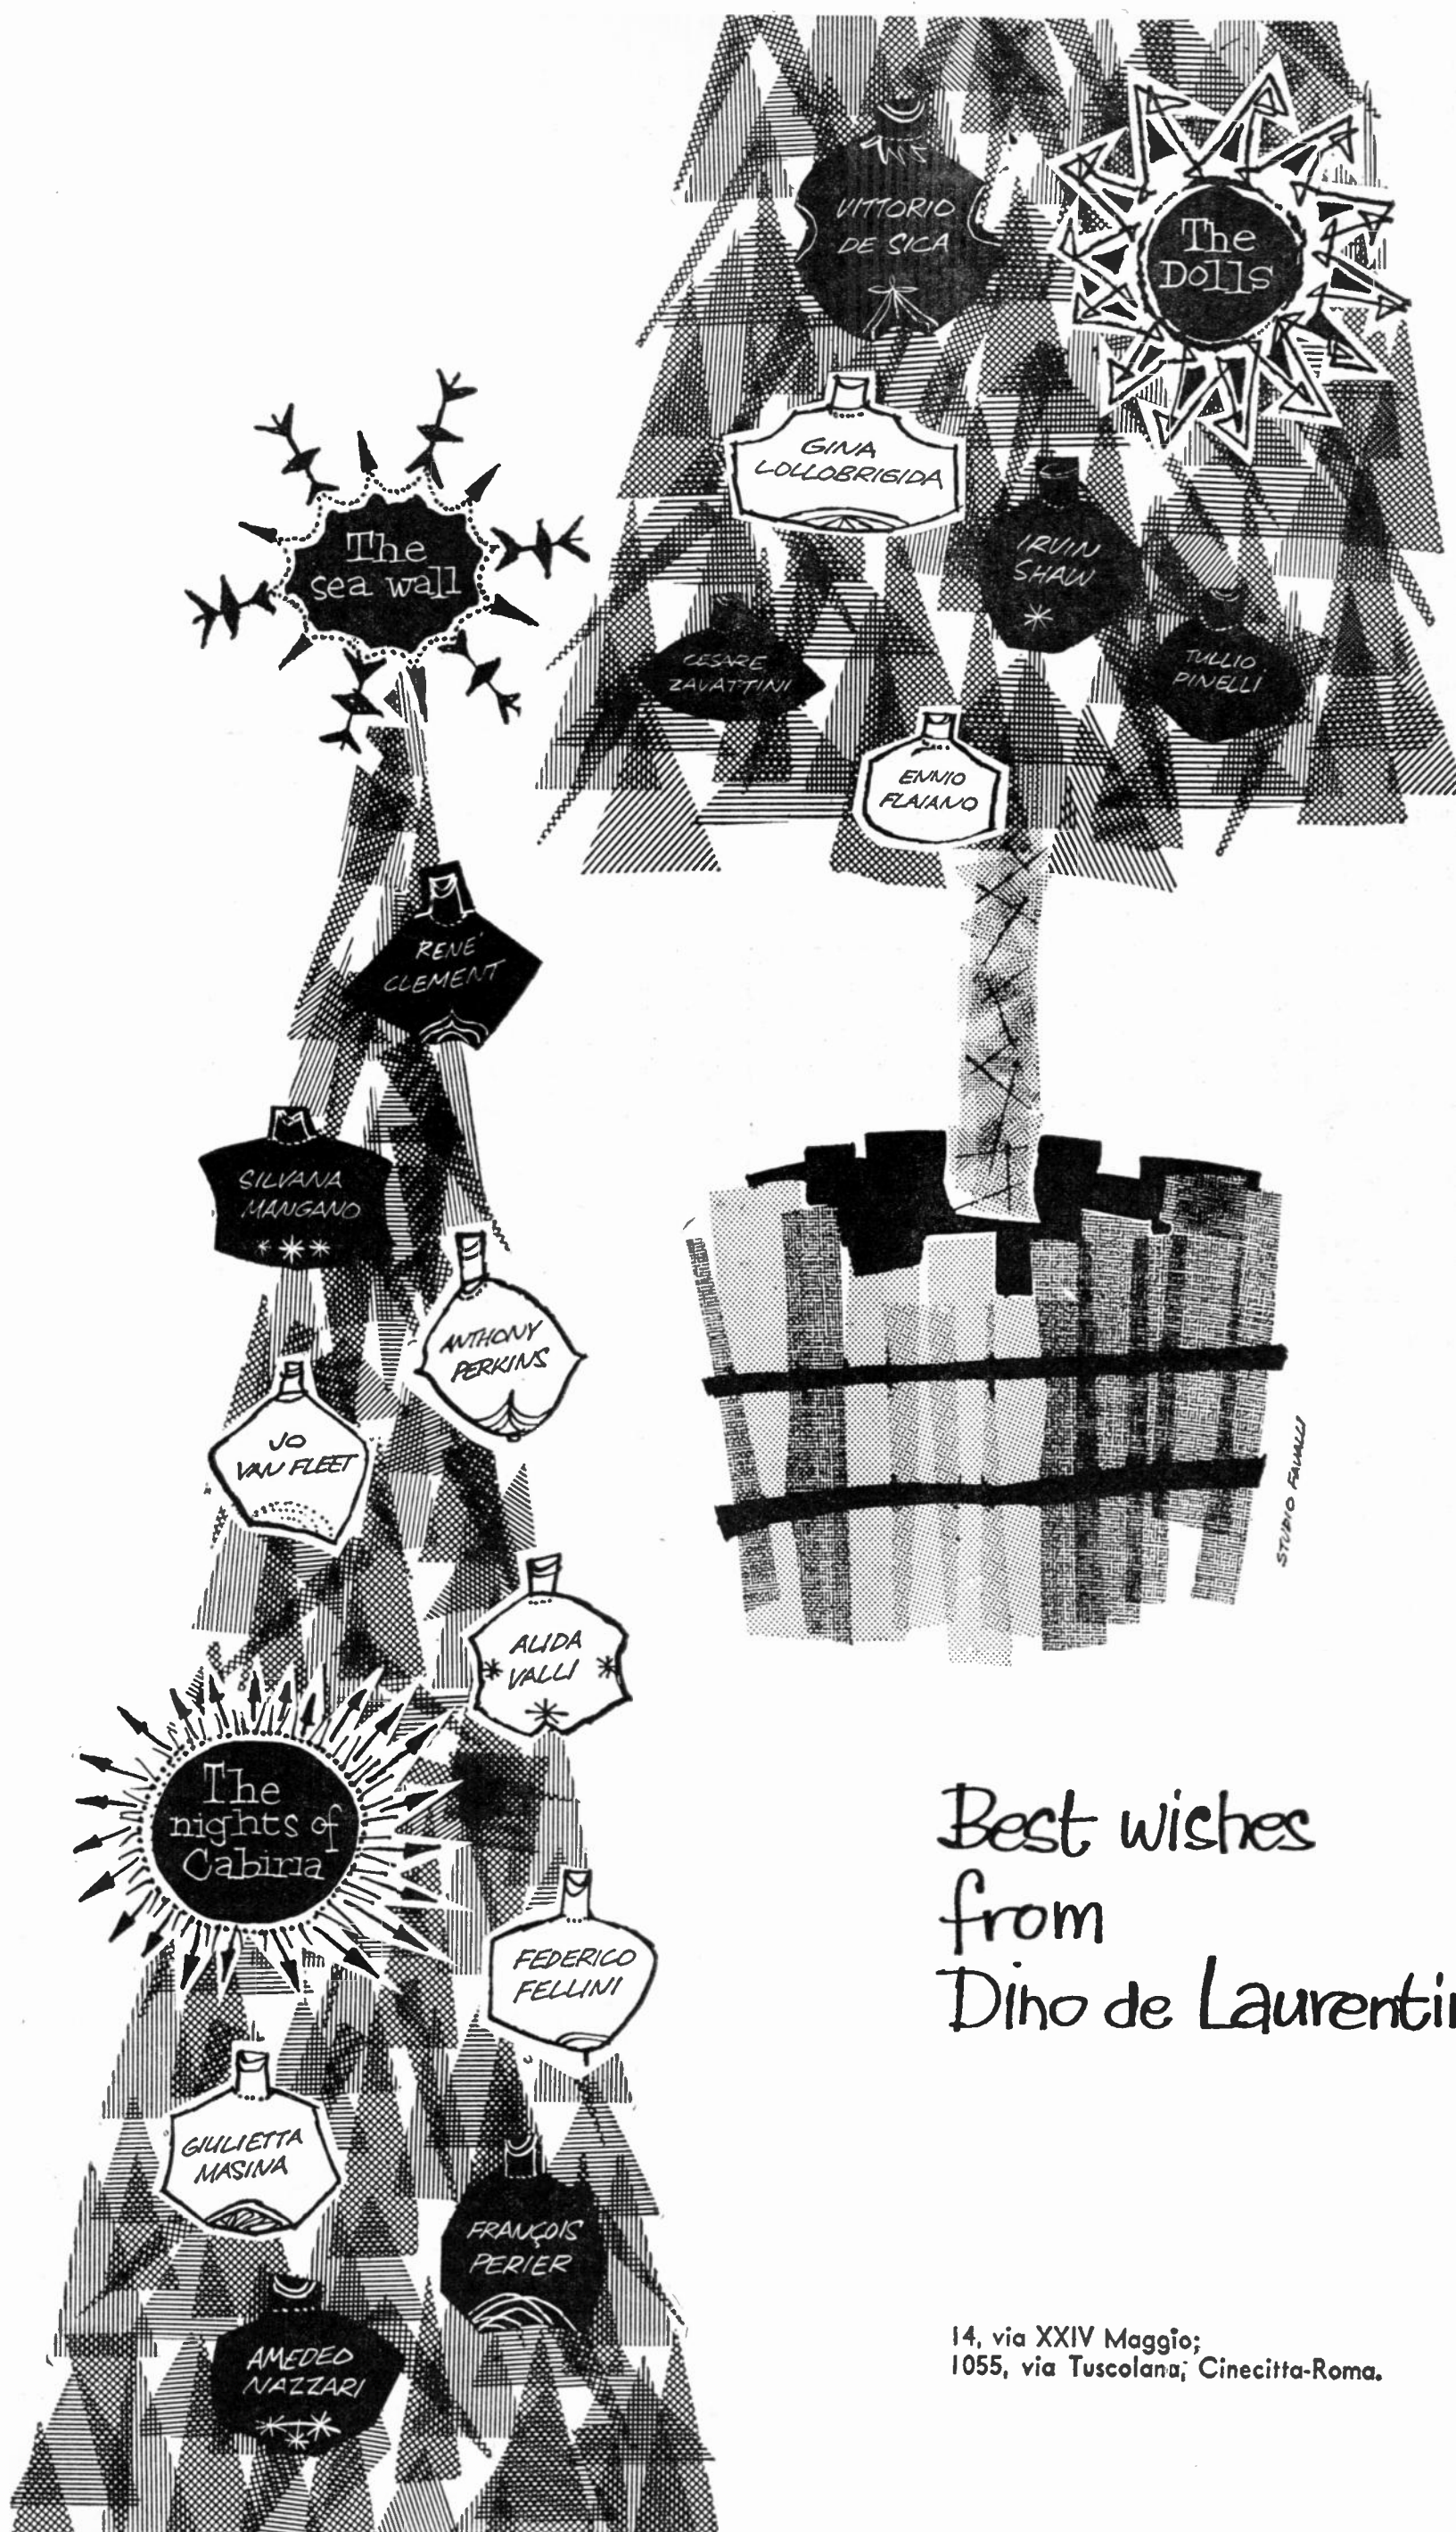 The
sea wall
RENE'
CLEMENT
SILVANA
MANGANO
ANTHONY
PERKINS
JO
VAN FLEET
ALIDA
VALLI
The
nights of
Cabiria
FEDERICO
FELLINI
GIULIETTA
MASINA
FRANÇOIS
PERIER
AMEDEO
NAZZARI
VITTORIO
DE SICA
The
Dolls
GINA
LOLLOBRIGIDA
IRVIN
SHAW
CESARE
ZAVATTINI
TULLIO
PINELLI
ENNIO
FLAIANO
STUDIO FAVALLI
Best wishes
from
Dino de
14, via XXIV Maggio;
1055, via Tuscolana; Cinecitta-Roma.